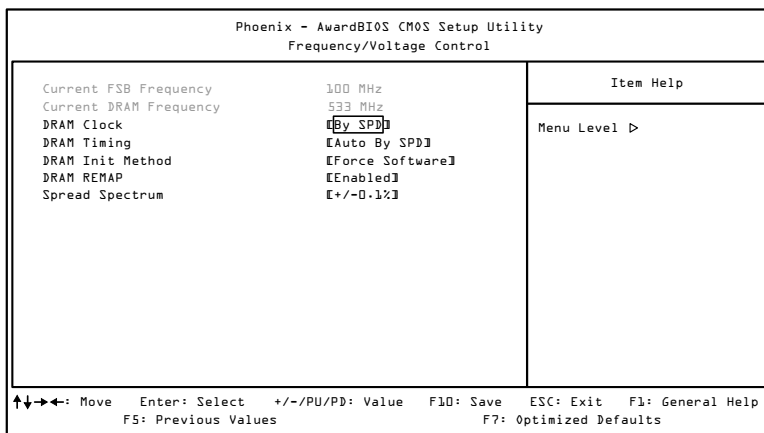 Phoenix - AwardBIOS CMOS Setup Utility
Frequency/Voltage Control
Item Help
Current FSB Frequency 100 MHz
Current DRAM Frequency 533 MHz
DRAM Clock [By SPD]
Menu Level ▷
DRAM Timing [Auto By SPD]
DRAM Init Method [Force Software]
DRAM REMAP [Enabled]
Spread Spectrum [+/-0.1%]
↑↓→←: Move Enter: Select +/-/PU/PD: Value F10: Save ESC: Exit F1: General Help
F5: Previous Values F7: Optimized Defaults